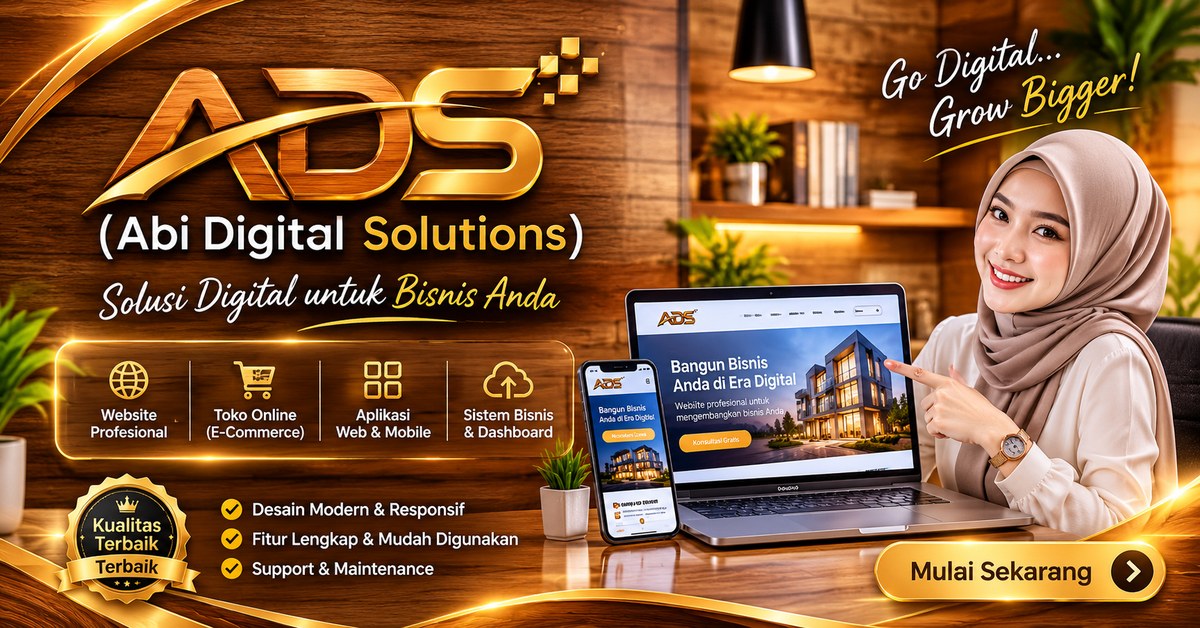 ADS
(Abi Digital Solutions)
Solusi Digital untuk Bisnis Anda
Website
Profesional
Toko Online
(E-Commerce)
Aplikasi
Web & Mobile
Sistem Bisnis
& Dashboard
Kualitas
Terbaik
Terbaik
Desain Modern & Responsif
Fitur Lengkap & Mudah Digunakan
Support & Maintenance
Go Digital...
Grow Bigger!
ADS
Bangun Bisnis
Anda di Era Digital
Website profesional untuk
mengembangkan bisnis Anda
Konsultasi Gratis
ADS
Bangun Bisnis
Anda di Era Digital
Mulai Sekarang